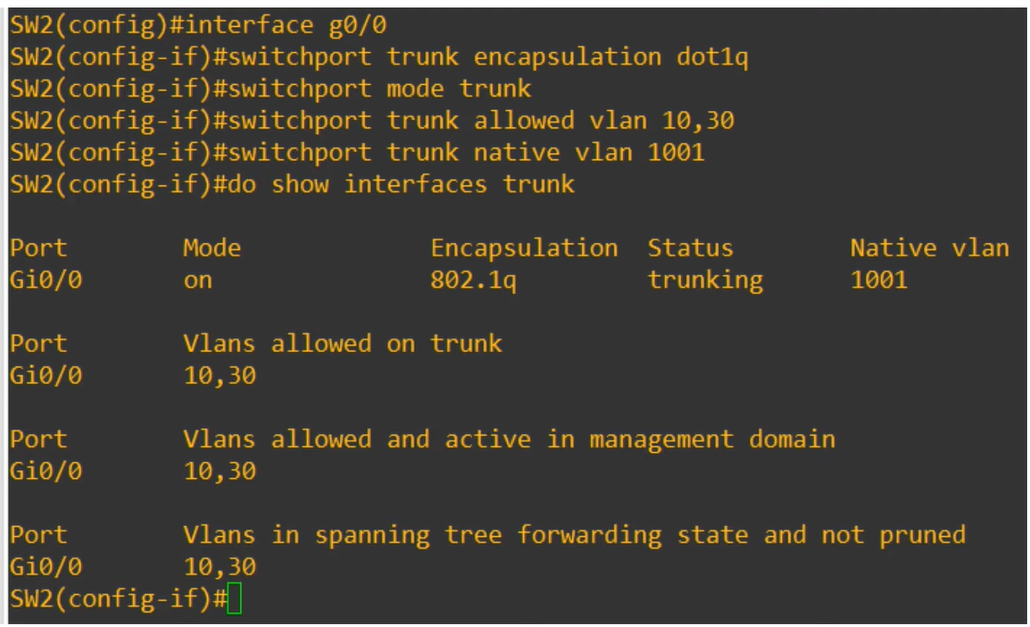 SW2(config)#interface g0/0
SW2(config-if)#switchport trunk encapsulation dot1q
SW2(config-if)#switchport mode trunk
SW2(config-if)#switchport trunk allowed vlan 10,30
SW2(config-if)#switchport trunk native vlan 1001
SW2(config-if)#do show interfaces trunk

Port        Mode             Encapsulation  Status        Native vlan
Gi0/0       on               802.1q         trunking      1001

Port        Vlans allowed on trunk
Gi0/0       10,30

Port        Vlans allowed and active in management domain
Gi0/0       10,30

Port        Vlans in spanning tree forwarding state and not pruned
Gi0/0       10,30
SW2(config-if)#